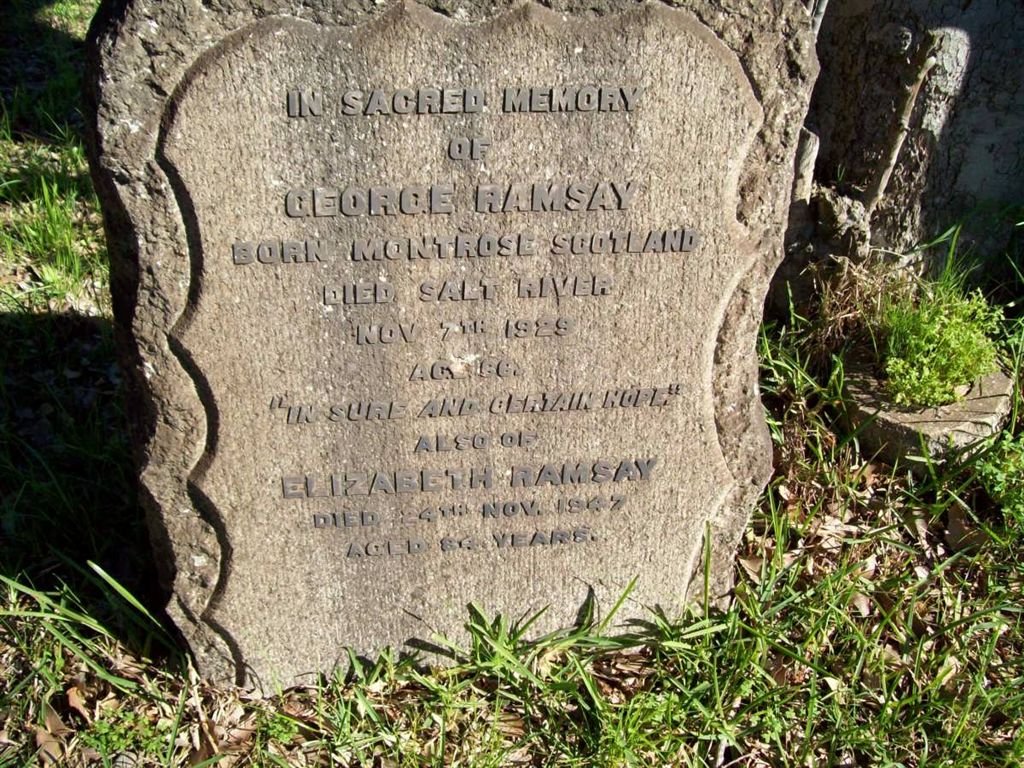 IN SACRED MEMORY
OF
GEORGE RAMSAY
BORN MONTROSE SCOTLAND
DIED SALT RIVER
NOV. 7TH 1929
AGE
"IN SURE AND CERTAIN HOPE"
ALSO OF
ELIZABETH RAMSAY
DIED 24TH NOV. 1947
AGED 84 YEARS.